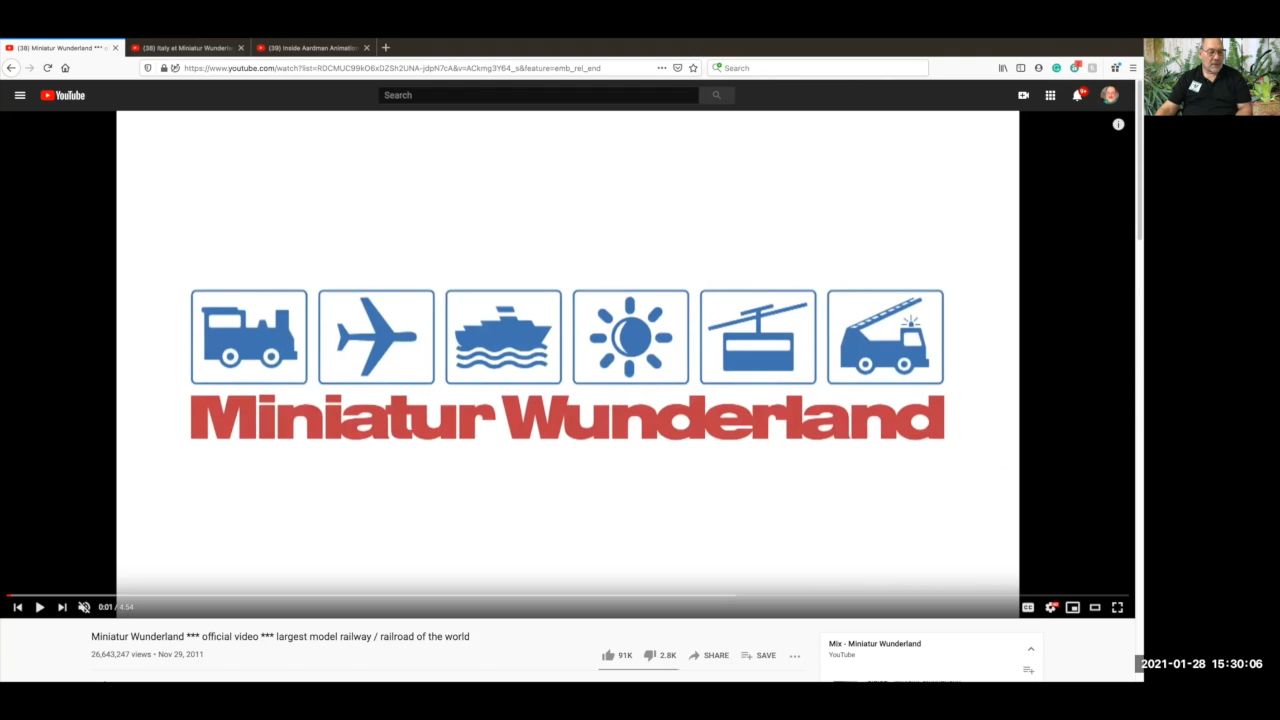 (38) Miniatur Wunderland *** o
(38) Italy at Miniatur Wunderla
(39) Inside Aardman Animation
https://www.youtube.com/watch?list=RDCMUC99kO6xDZSh2UNA-jdpN7cA&v=ACkmg3Y64_s&feature=emb_rel_end
Search
YouTube
Search
9+
Miniatur Wunderland
0:01 / 4:54
CC
Miniatur Wunderland *** official video *** largest model railway / railroad of the world
26,643,247 views • Nov 29, 2011
91K
2.8K
SHARE
SAVE
Mix - Miniatur Wunderland
YouTube
2021-01-28 15:30:06